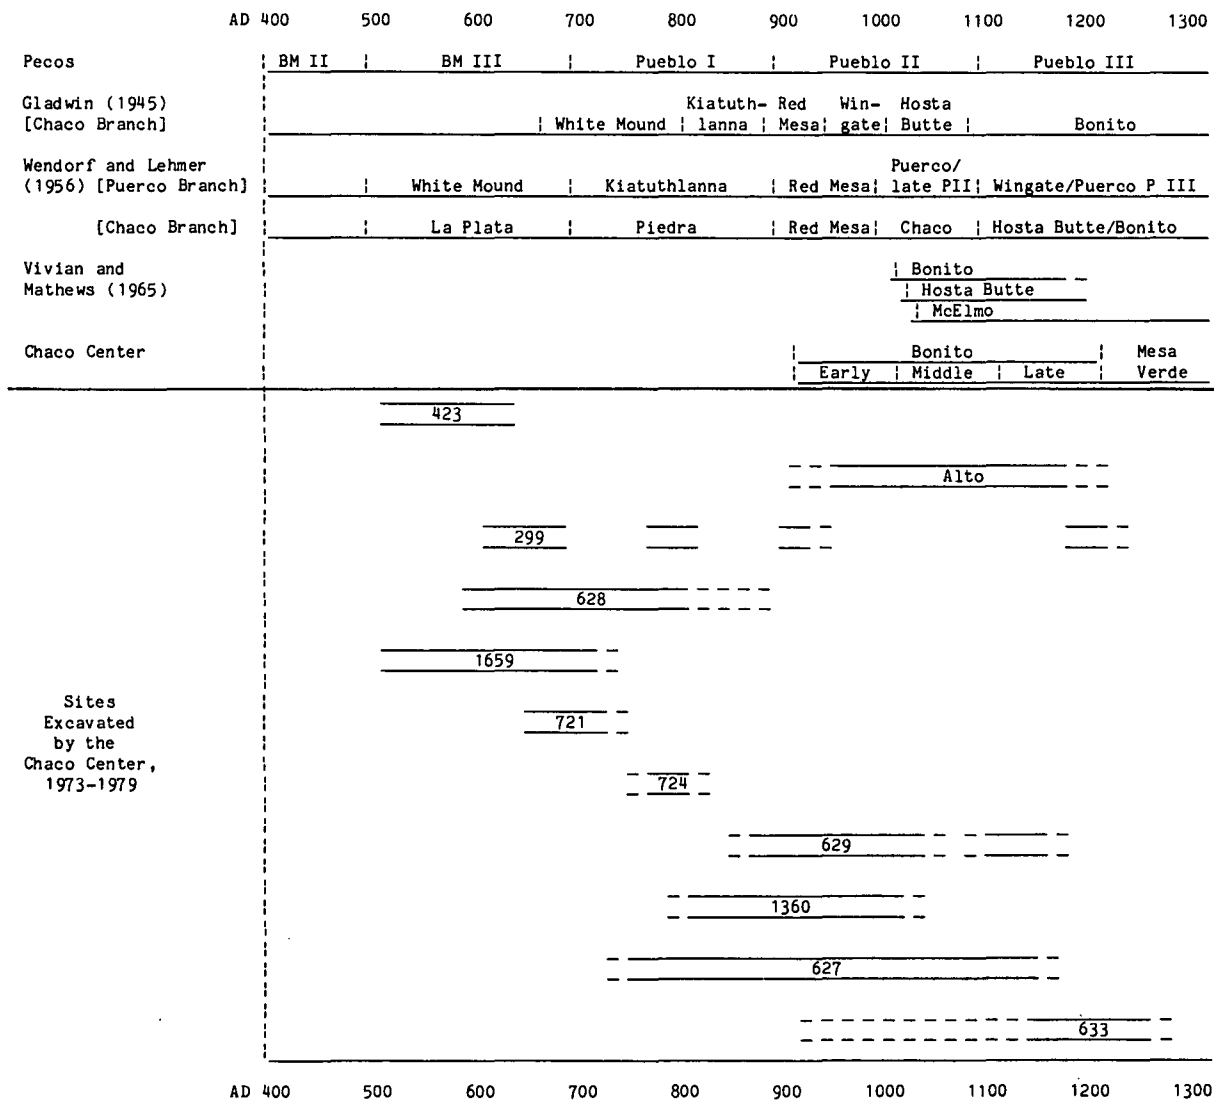 AD 400 500 600 700 800 900 1000 1100 1200 1300
Pecos BM II BM III Pueblo I Pueblo II Pueblo III
Gladwin (1945) Kiatuth- Red Win- Hosta
[Chaco Branch] White Mound lanna Mesa gate Butte Bonito
Wendorf and Lehmer Puerco/
(1956) [Puerco Branch] White Mound Kiatuthlanna Red Mesa late PII Wingate/Puerco P III
[Chaco Branch] La Plata Piedra Red Mesa Chaco Hosta Butte/Bonito
Vivian and Bonito
Mathews (1965) Hosta Butte
McElmo
Chaco Center Bonito Mesa
Early Middle Late Verde
423
Alto
299
628
1659
Sites
Excavated 721
by the
Chaco Center,
1973-1979 724
629
1360
627
633
AD 400 500 600 700 800 900 1000 1100 1200 1300